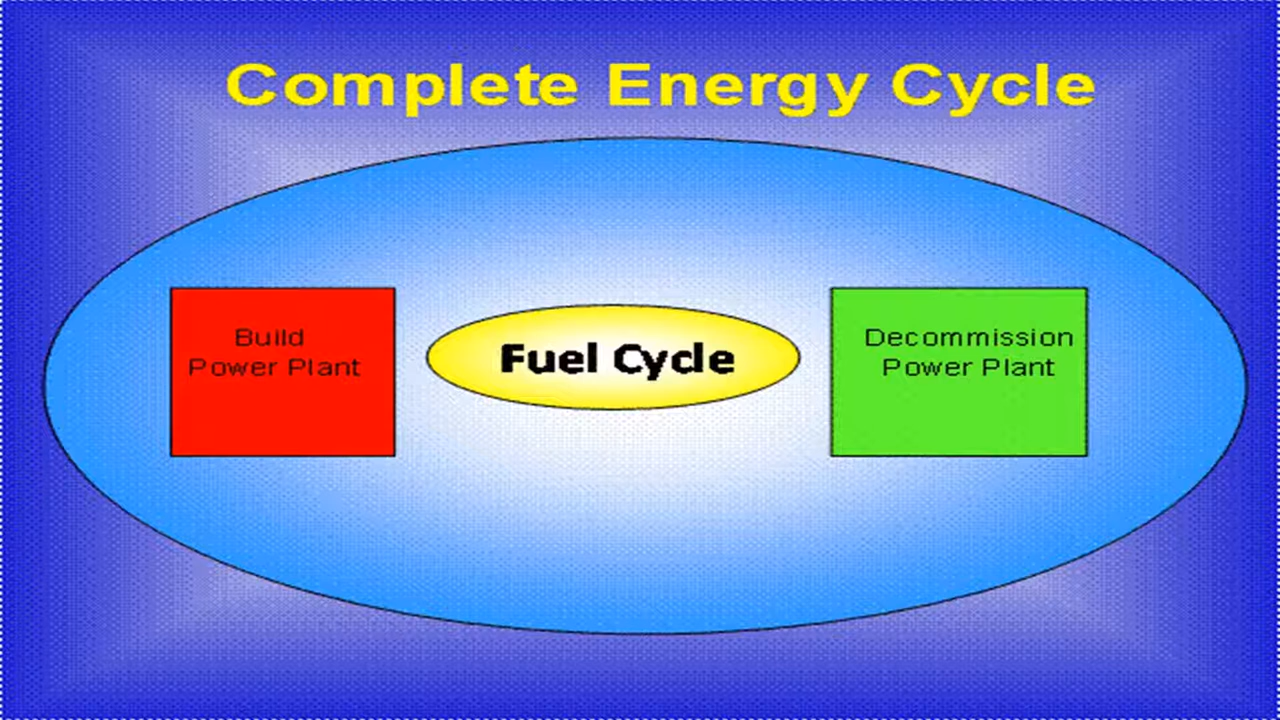 Complete Energy Cycle
Build
Power Plant
Fuel Cycle
Decommission
Power Plant